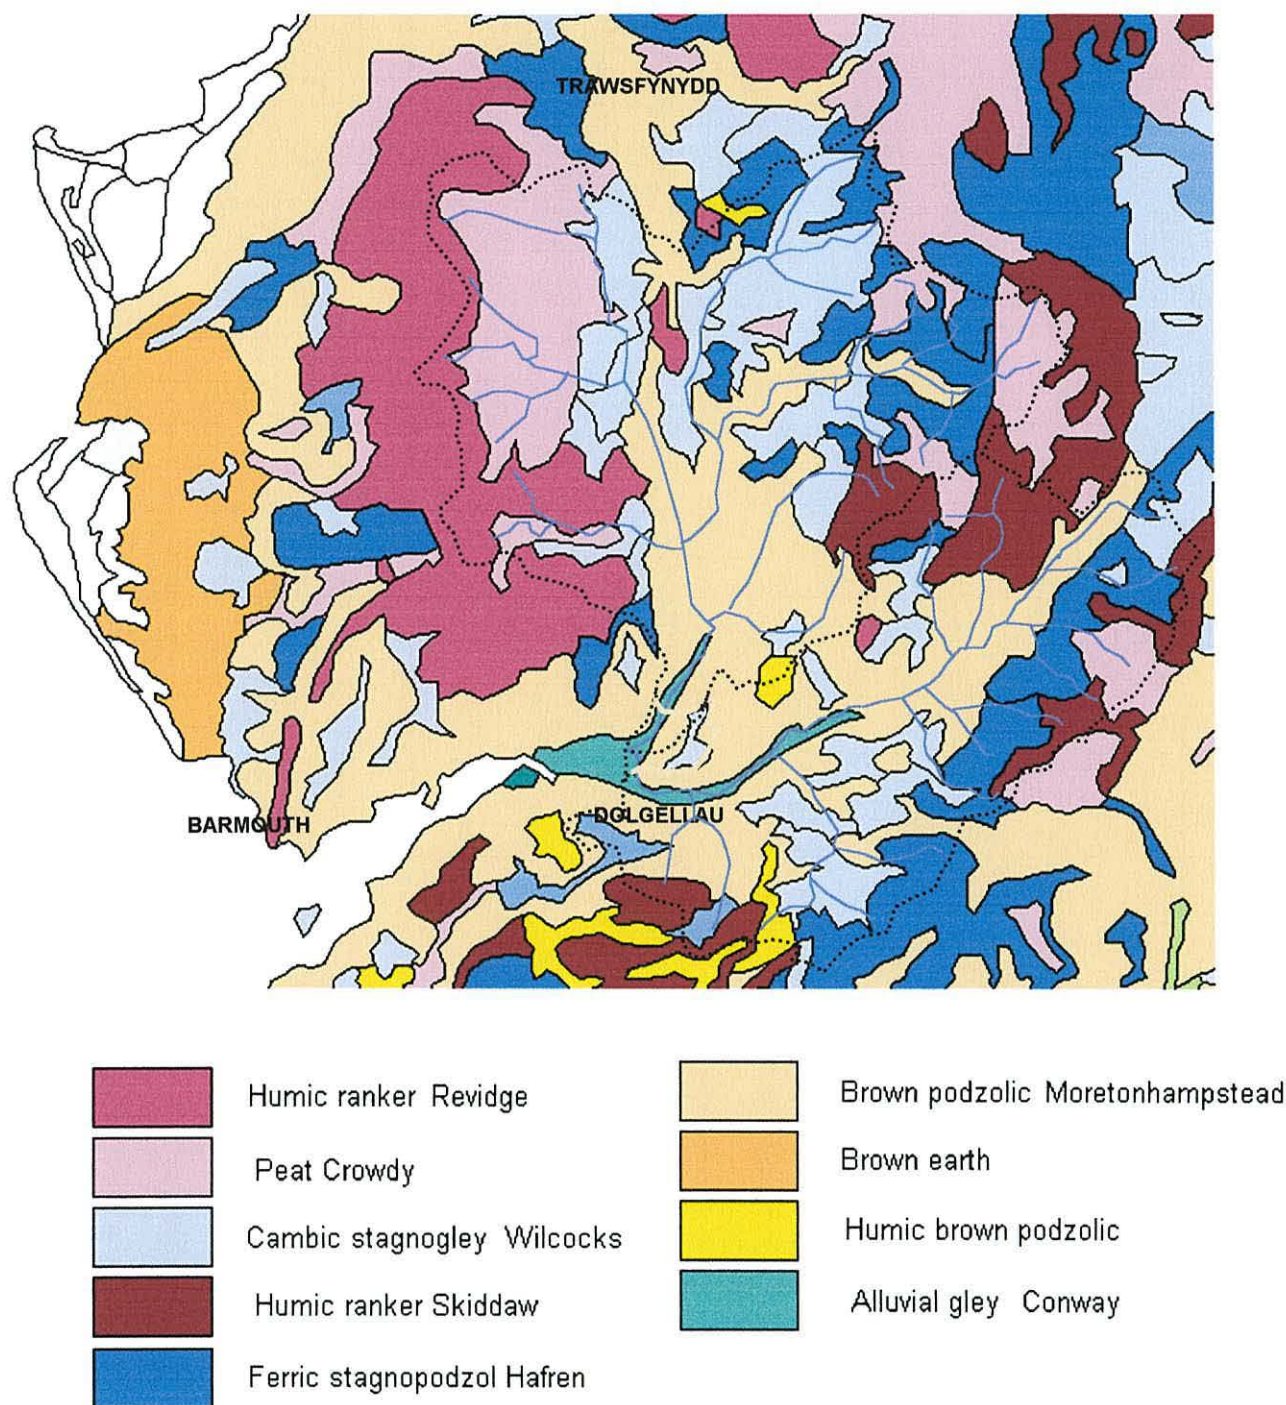 TRAWSFYNYDD
BARMOUTH
DOLGELLAU
Humic ranker Revidge
Peat Crowdy
Cambic stagnogley Wilcocks
Humic ranker Skiddaw
Ferric stagnopodzol Hafren
Brown podzolic Moretonhampstead
Brown earth
Humic brown podzolic
Alluvial gley Conway